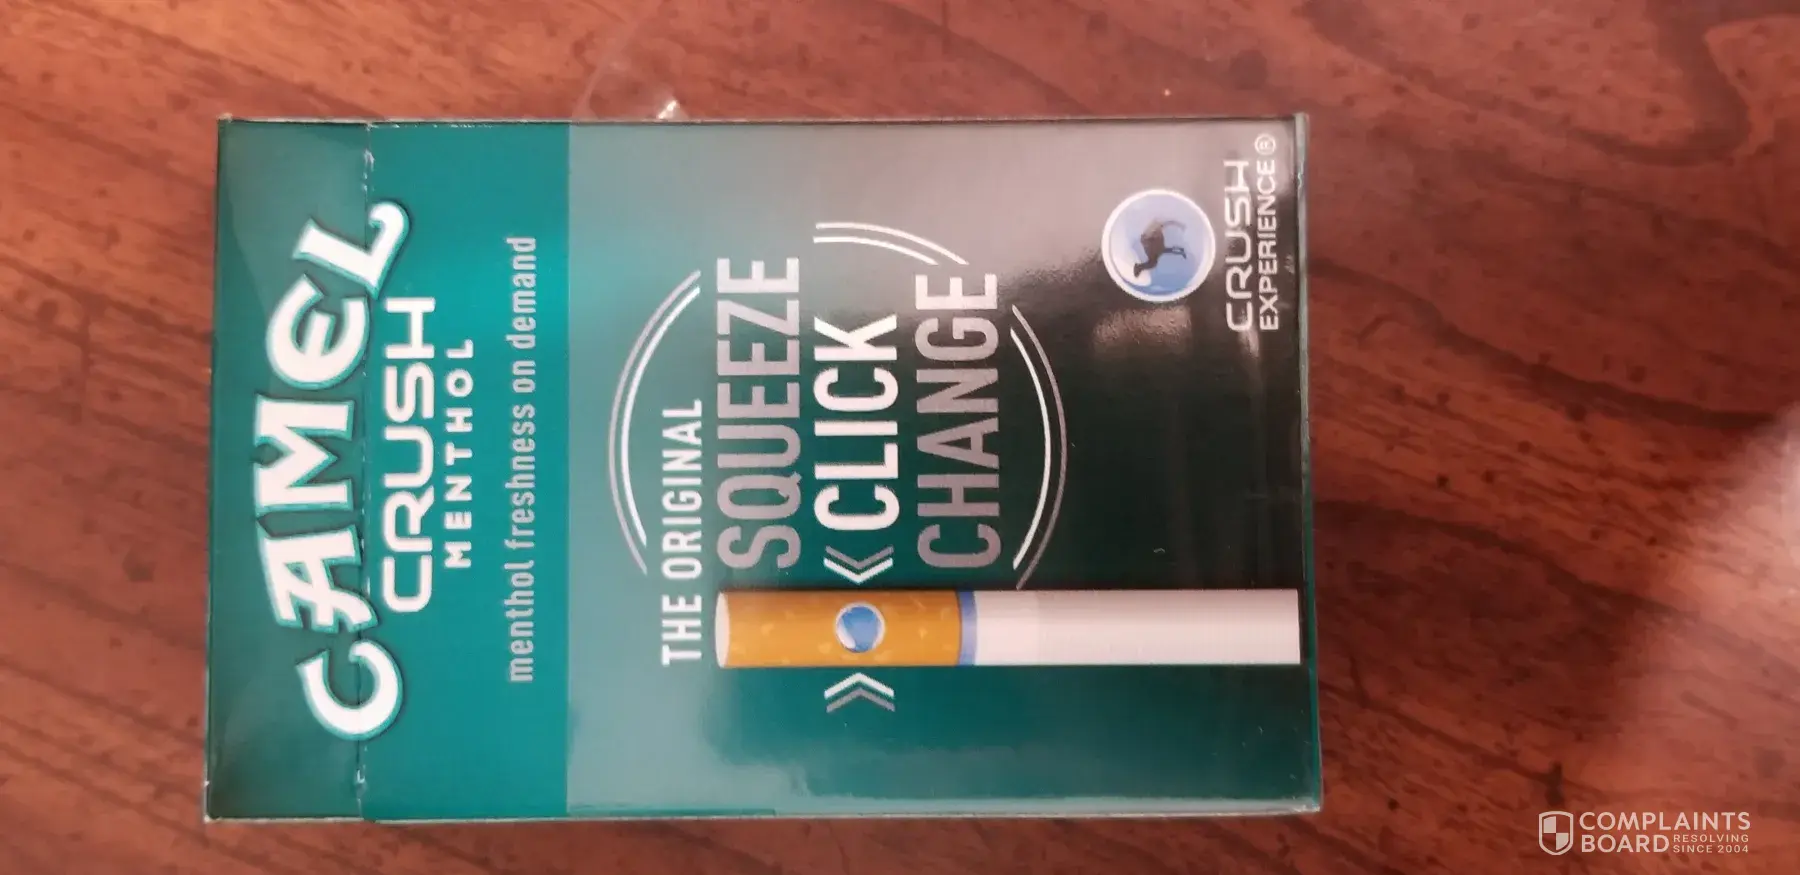 CAMEL
CRUSH
MENTHOL
menthol freshness on demand
THE ORIGINAL
SQUEEZE
CLICK
CHANGE
CRUSH
EXPERIENCE®
COMPLAINTS
BOARD RESOLVING
SINCE 2004